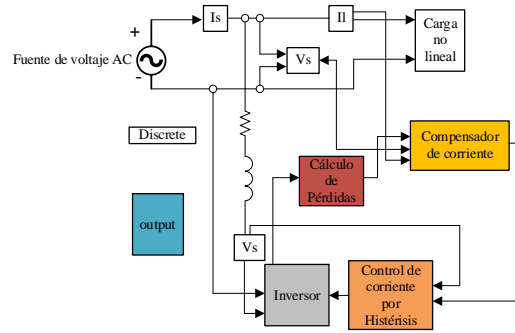 +
Is
Il
Carga
no
lineal
Fuente de voltaje AC
Vs
-
Discrete
Compensador
de corriente
Cálculo
de
Pérdidas
output
Vs
Inversor
Control de
corriente
por
Histérisis